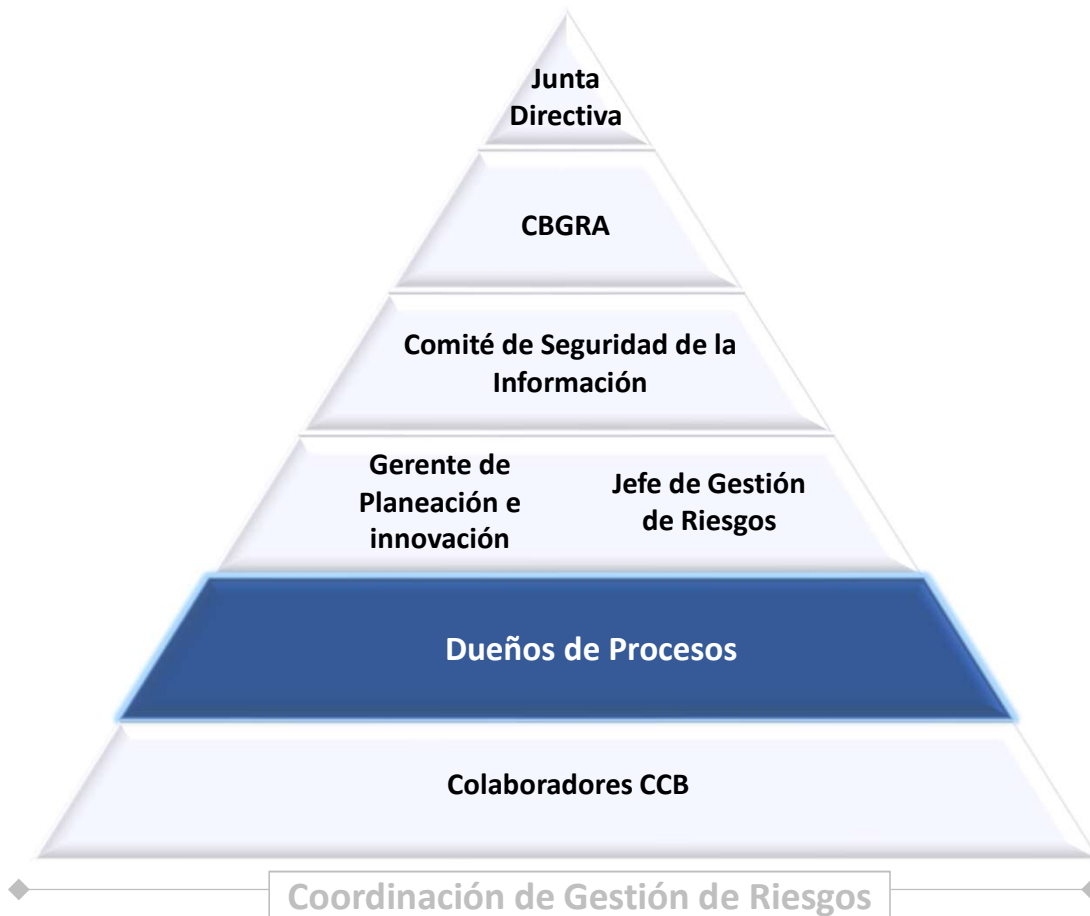 Junta
Directiva
CBGRA
Comité de Seguridad de la
Información
Gerente de
Planeación e
innovación
Jefe de Gestión
de Riesgos
Dueños de Procesos
Colaboradores CCB
Coordinación de Gestión de Riesgos